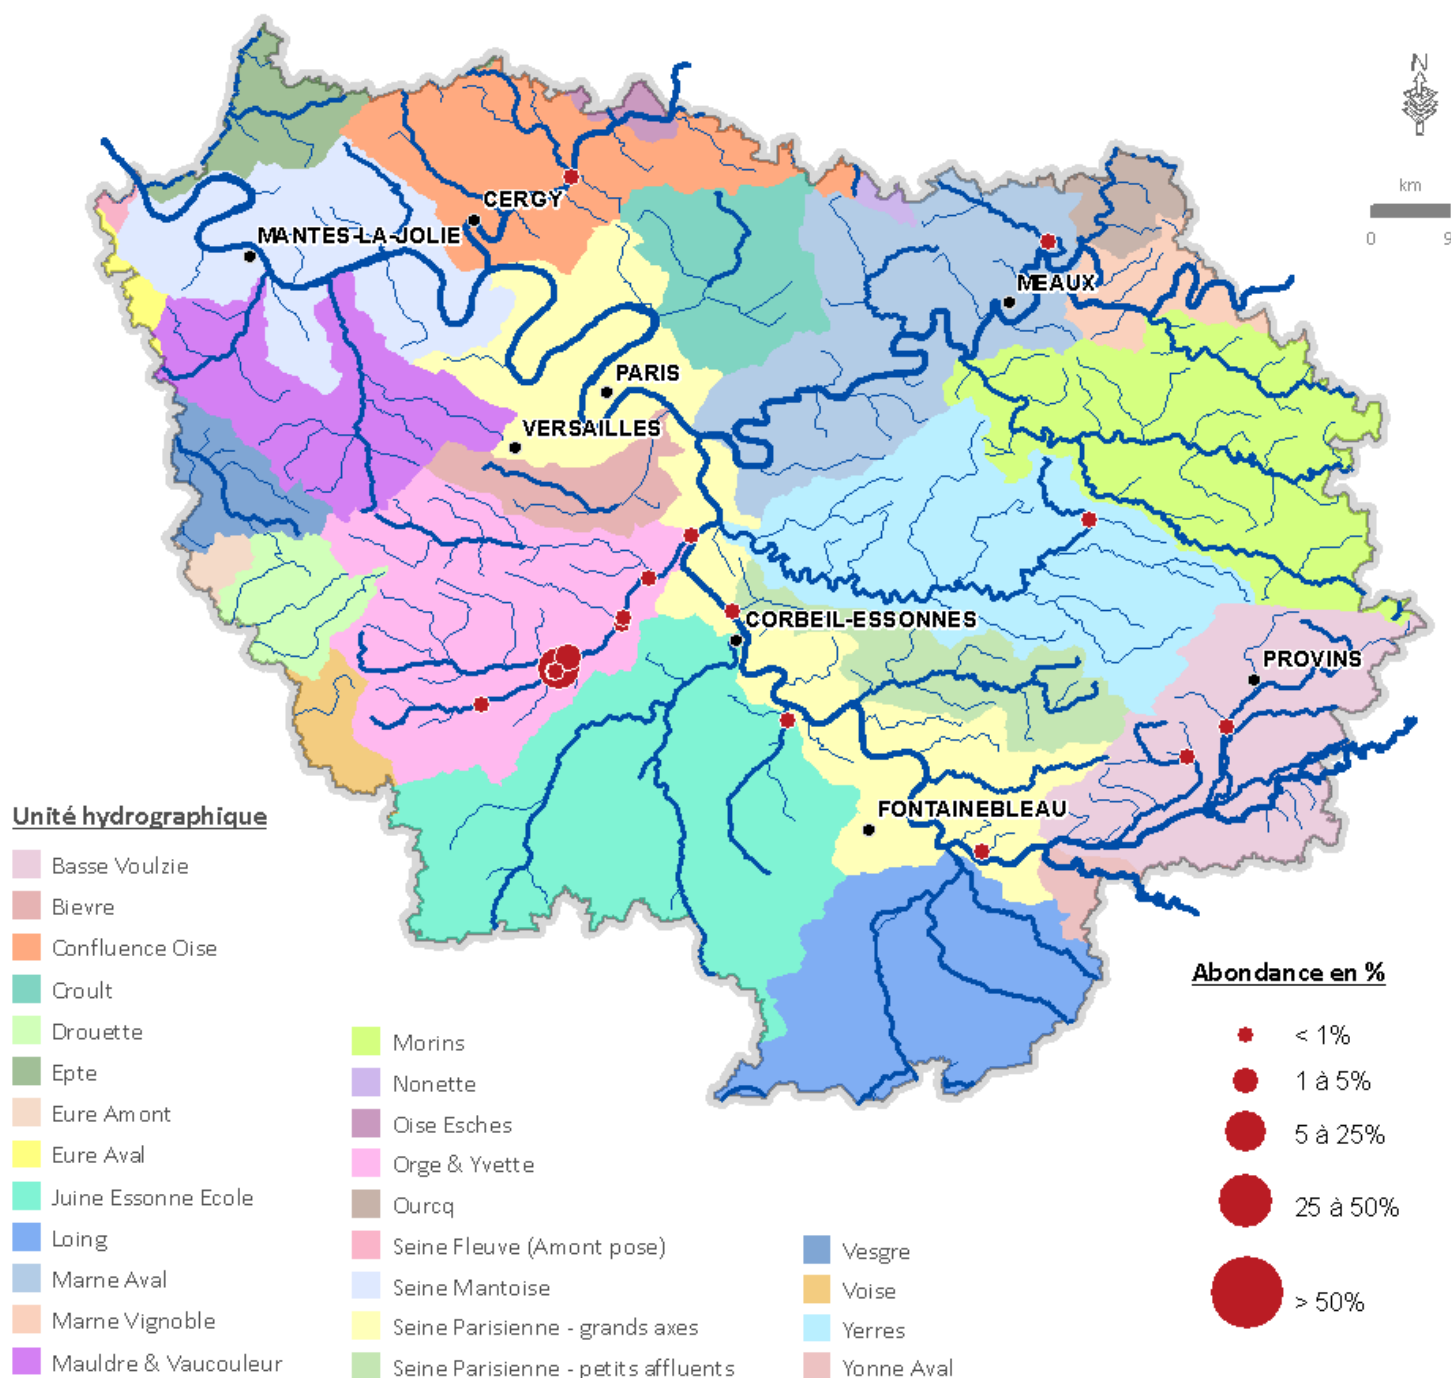 N
km
0 9
CERGY
MANTES-LA-JOLIE
MEAUX
PARIS
VERSAILLES
CORBEIL-ESSONNES
PROVINS
FONTAINEBLEAU
Unité hydrographique
Basse Voulzie
Bievre
Confluence Oise
Croult
Drouette
Epte
Eure Amont
Eure Aval
Juine Essonne Ecole
Loing
Marne Aval
Marne Vignoble
Mauldre & Vaucouleur
Morins
Nonette
Oise Esches
Orge & Yvette
Ourcq
Seine Fleuve (Amont pose)
Seine Mantoise
Seine Parisienne - grands axes
Seine Parisienne - petits affluents
Vesgre
Voise
Yerres
Yonne Aval
Abondance en %
< 1%
1 à 5%
5 à 25%
25 à 50%
> 50%